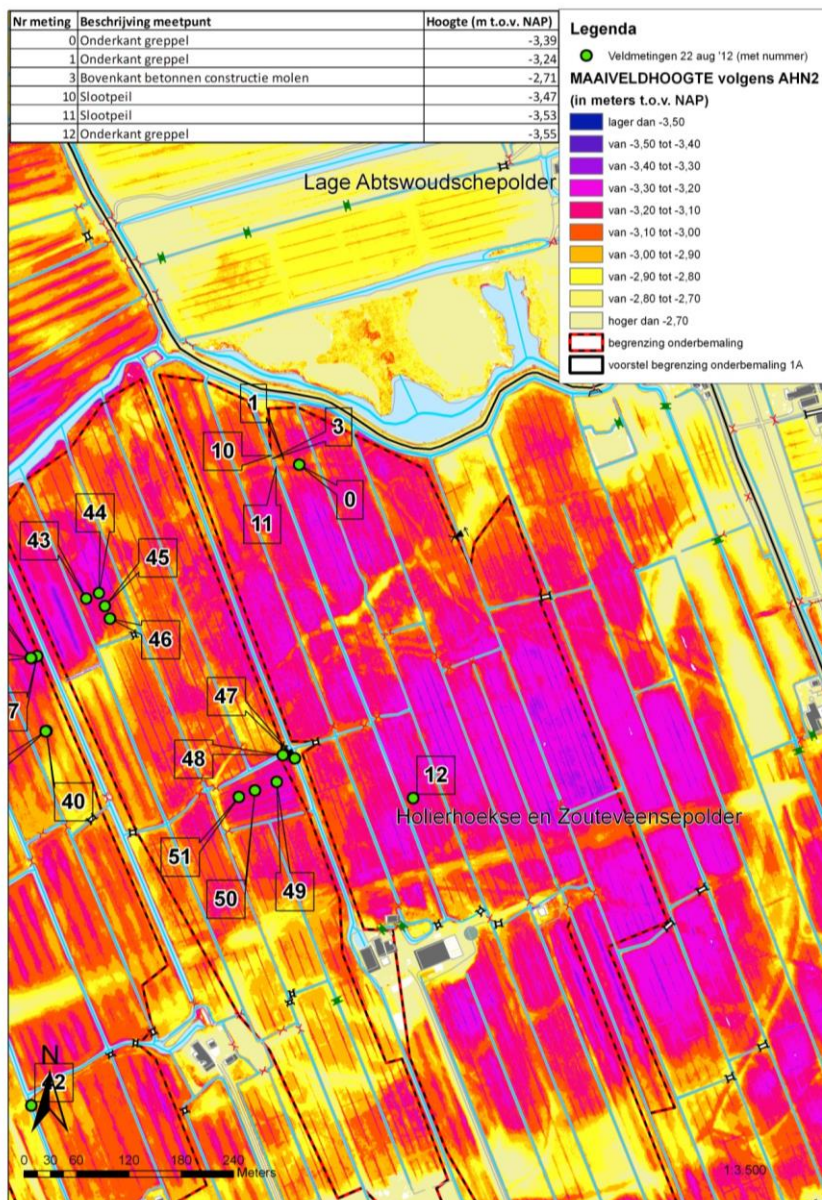 Nr meting Beschrijving meetpunt Hoogte (m t.o.v. NAP)
0 Onderkant greppel -3,39
1 Onderkant greppel -3,24
3 Bovenkant betonnen constructie molen -2,71
10 Slootpeil -3,47
11 Slootpeil -3,53
12 Onderkant greppel -3,55
Legenda
Veldmetingen 22 aug '12 (met nummer)
MAAIVELDHOOGTE volgens AHN2
(in meters t.o.v. NAP)
lager dan -3,50
van -3,50 tot -3,40
van -3,40 tot -3,30
van -3,30 tot -3,20
van -3,20 tot -3,10
van -3,10 tot -3,00
van -3,00 tot -2,90
van -2,90 tot -2,80
van -2,80 tot -2,70
hoger dan -2,70
begrenzing onderbemaling
voorstel begrenzing onderbemaling 1A
Lage Abtswoudschepolder
1
3
10
0
11
44
43
45
46
47
7
48
12
40
Holierhoekse en Zouteveensepolder
51
50
49
N
42
0 30 60 120 180 240
Meters
1:3.500